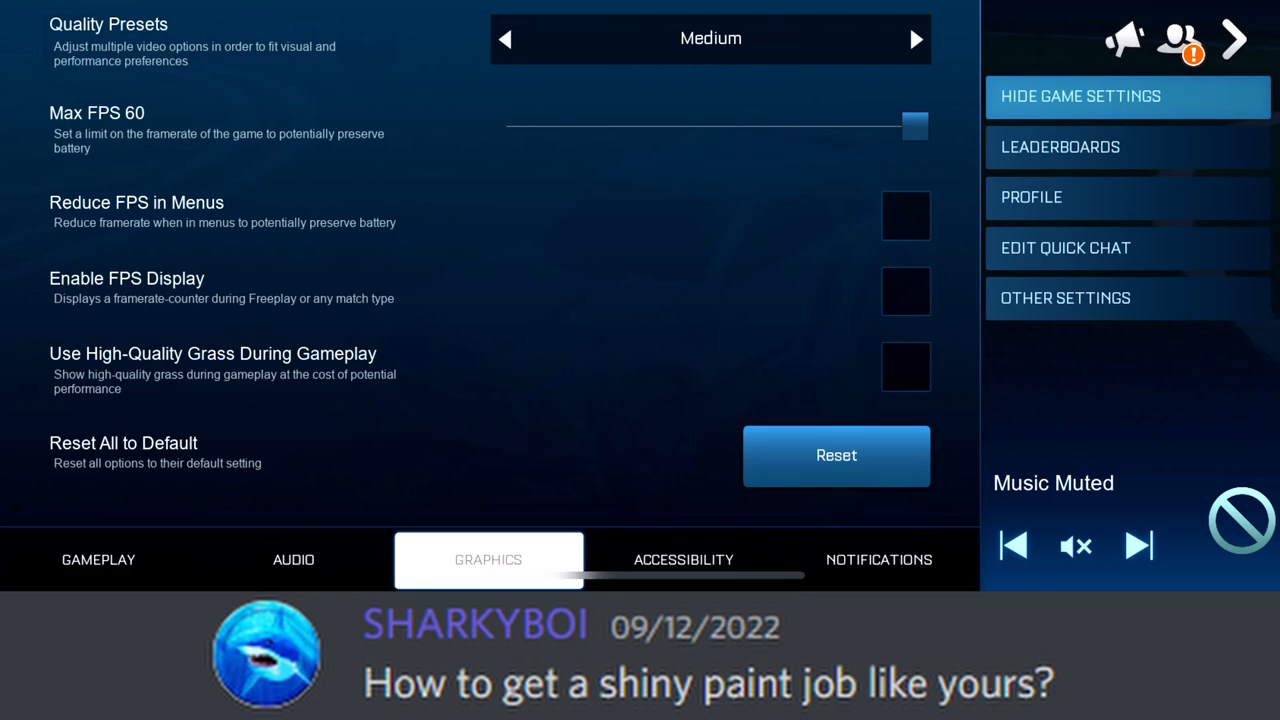 Quality Presets
Adjust multiple video options in order to fit visual and
performance preferences
Medium
Max FPS 60
Set a limit on the framerate of the game to potentially preserve
battery
Reduce FPS in Menus
Reduce framerate when in menus to potentially preserve battery
Enable FPS Display
Displays a framerate-counter during Freeplay or any match type
Use High-Quality Grass During Gameplay
Show high-quality grass during gameplay at the cost of potential
performance
Reset All to Default
Reset all options to their default setting
Reset
GAMEPLAY
AUDIO
GRAPHICS
ACCESSIBILITY
NOTIFICATIONS
HIDE GAME SETTINGS
LEADERBOARDS
PROFILE
EDIT QUICK CHAT
OTHER SETTINGS
Music Muted
SHARKYBOI 09/12/2022
How to get a shiny paint job like yours?